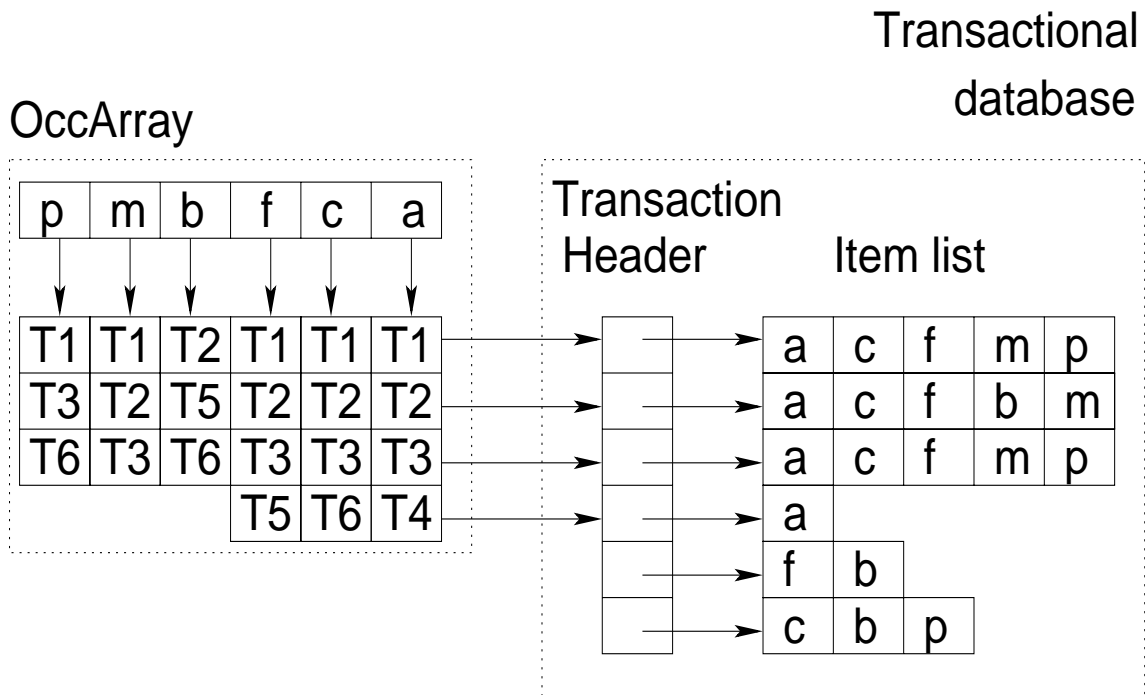 Transactional
database
OccArray
p m b f c a
T1 T1 T2 T1 T1 T1
T3 T2 T5 T2 T2 T2
T6 T3 T6 T3 T3 T3
T5 T6 T4
Transaction
Header Item list
a c f m p
a c f b m
a c f m p
a
f b
c b p